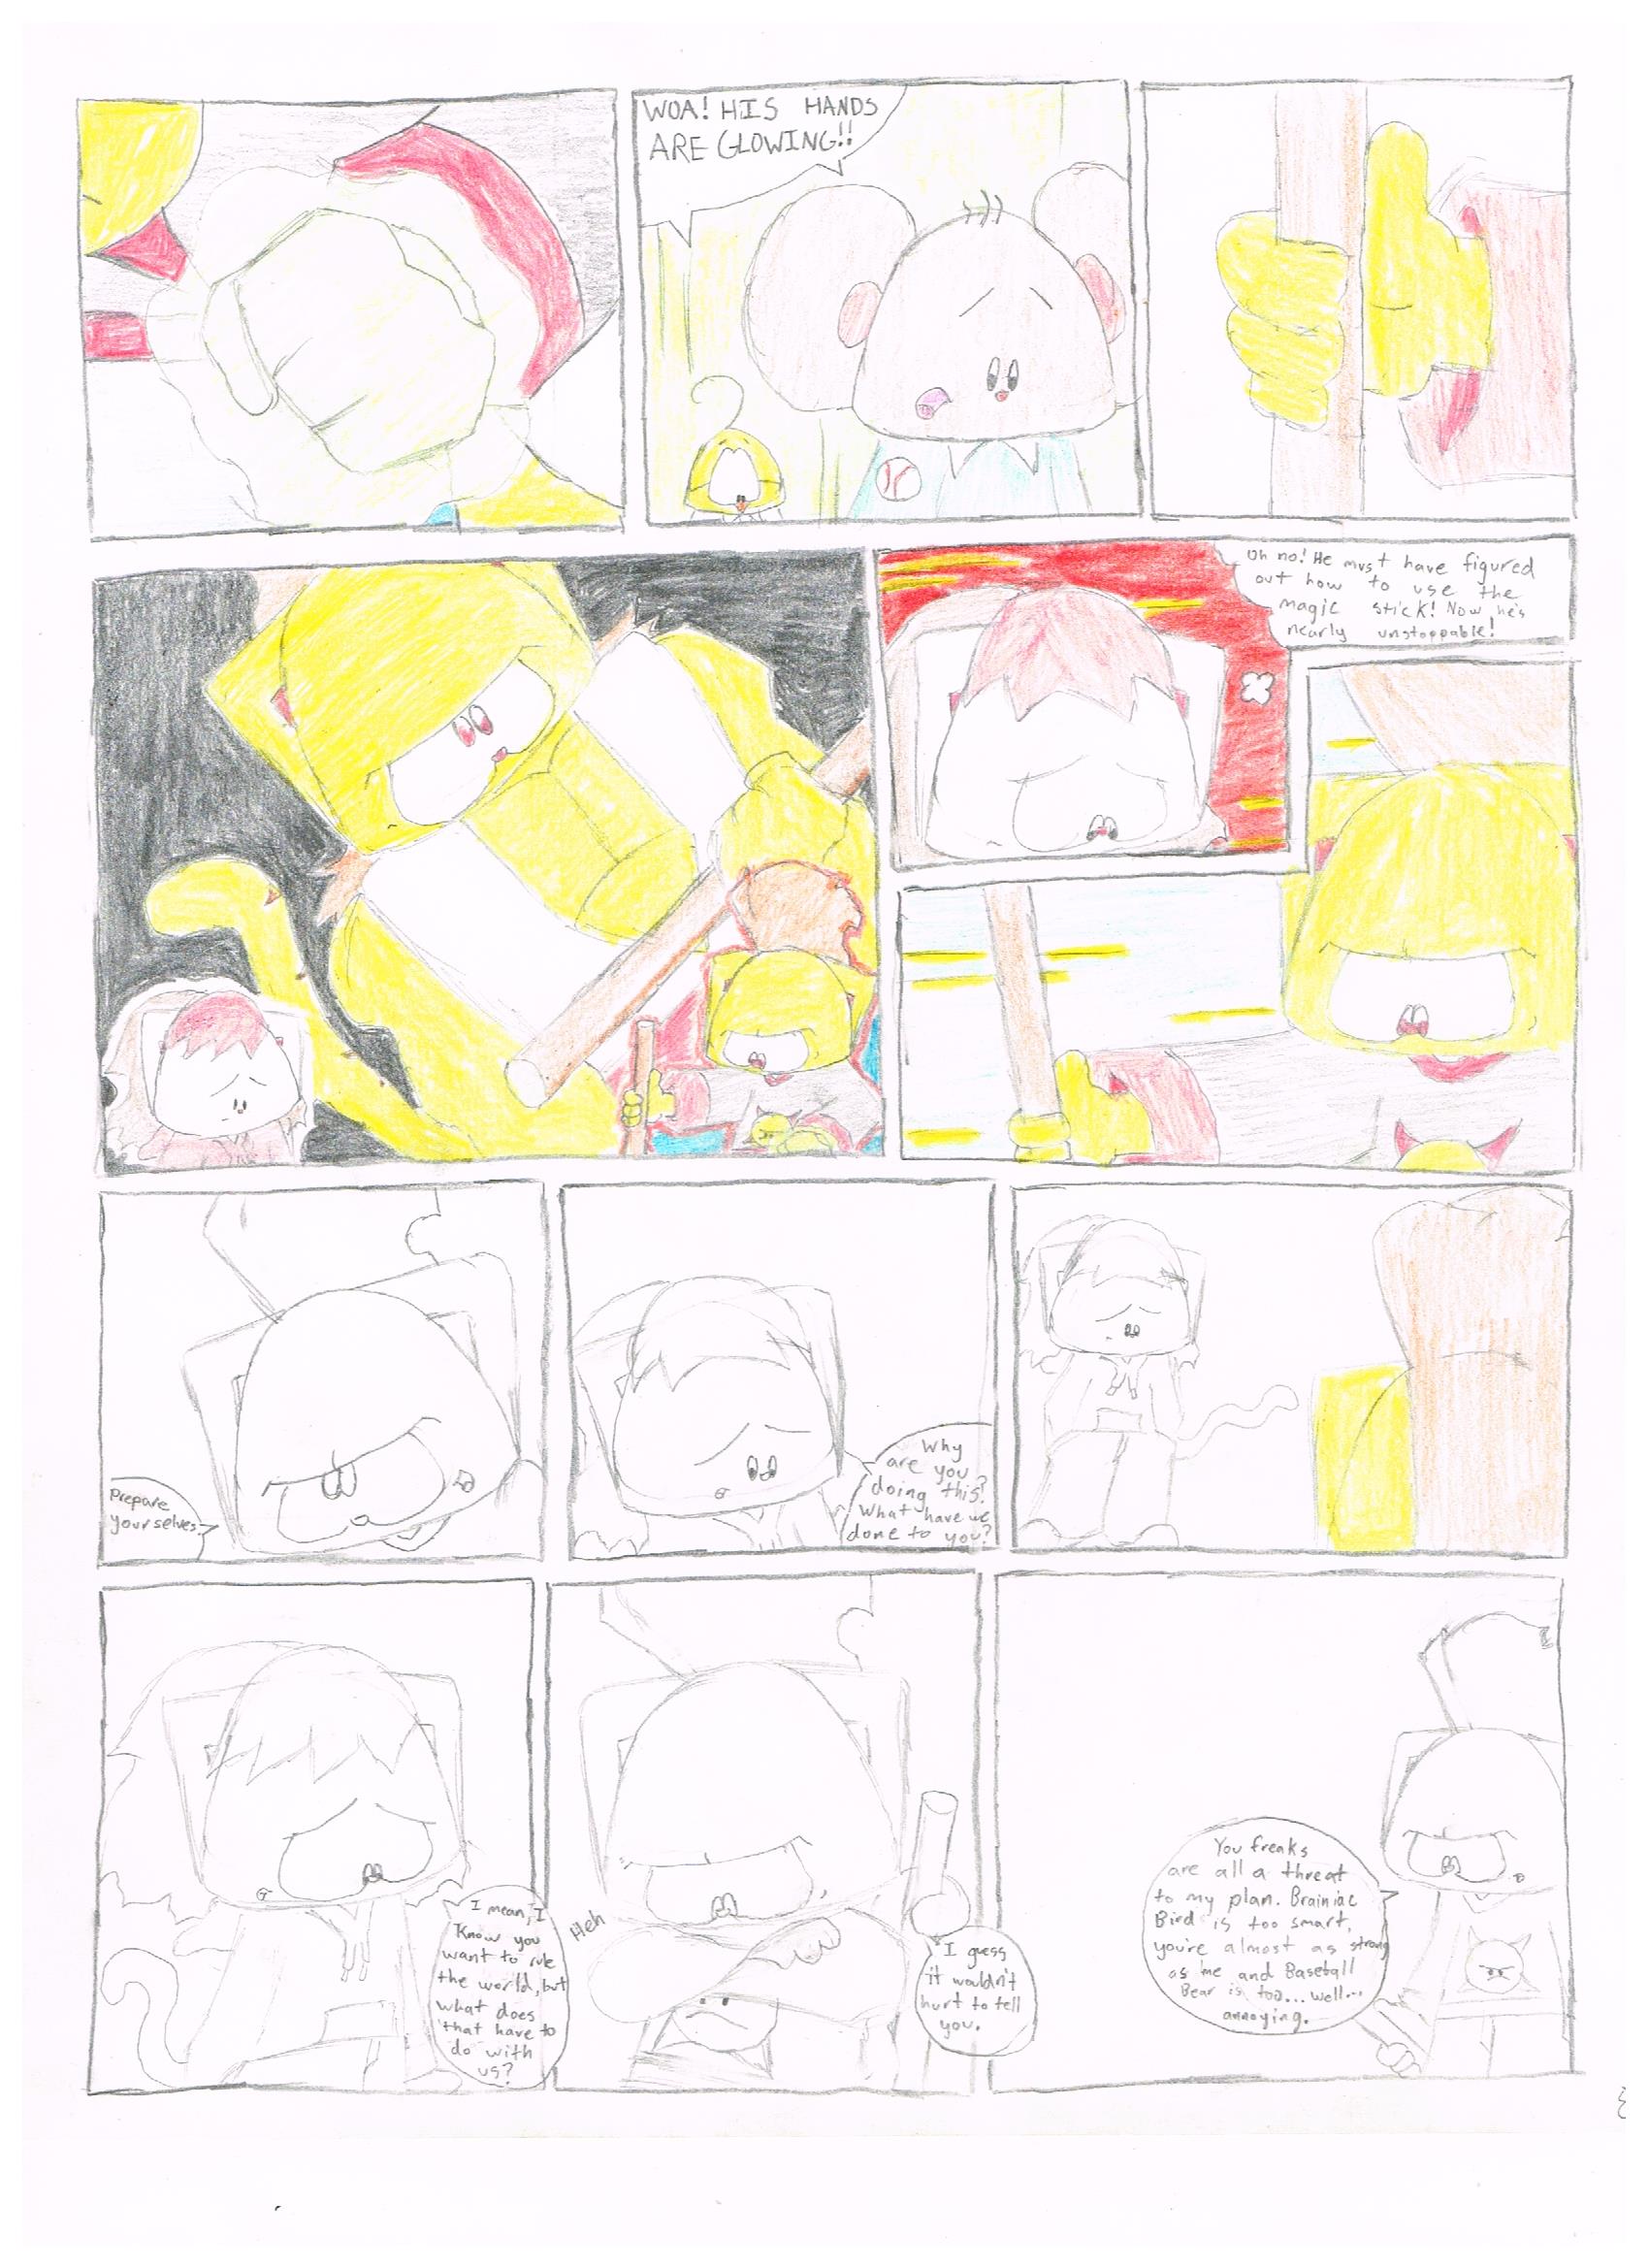 WOA! HIS HANDS
ARE GLOWING!!
Oh no! He must have figured
out how to use the
magic stick! Now he's
nearly unstoppable!
Prepare
yourselves.
Why
are you
doing this?
What have we
done to you?
I mean, I
know you
want to rule
the world, but
what does
that have to
do with
us?
Heh
I guess
it wouldn't
hurt to tell
you.
You freaks
are all a threat
to my plan. Brainiac
Bird is too smart,
you're almost as strong
as me and Baseball
Bear is too... well...
annoying.